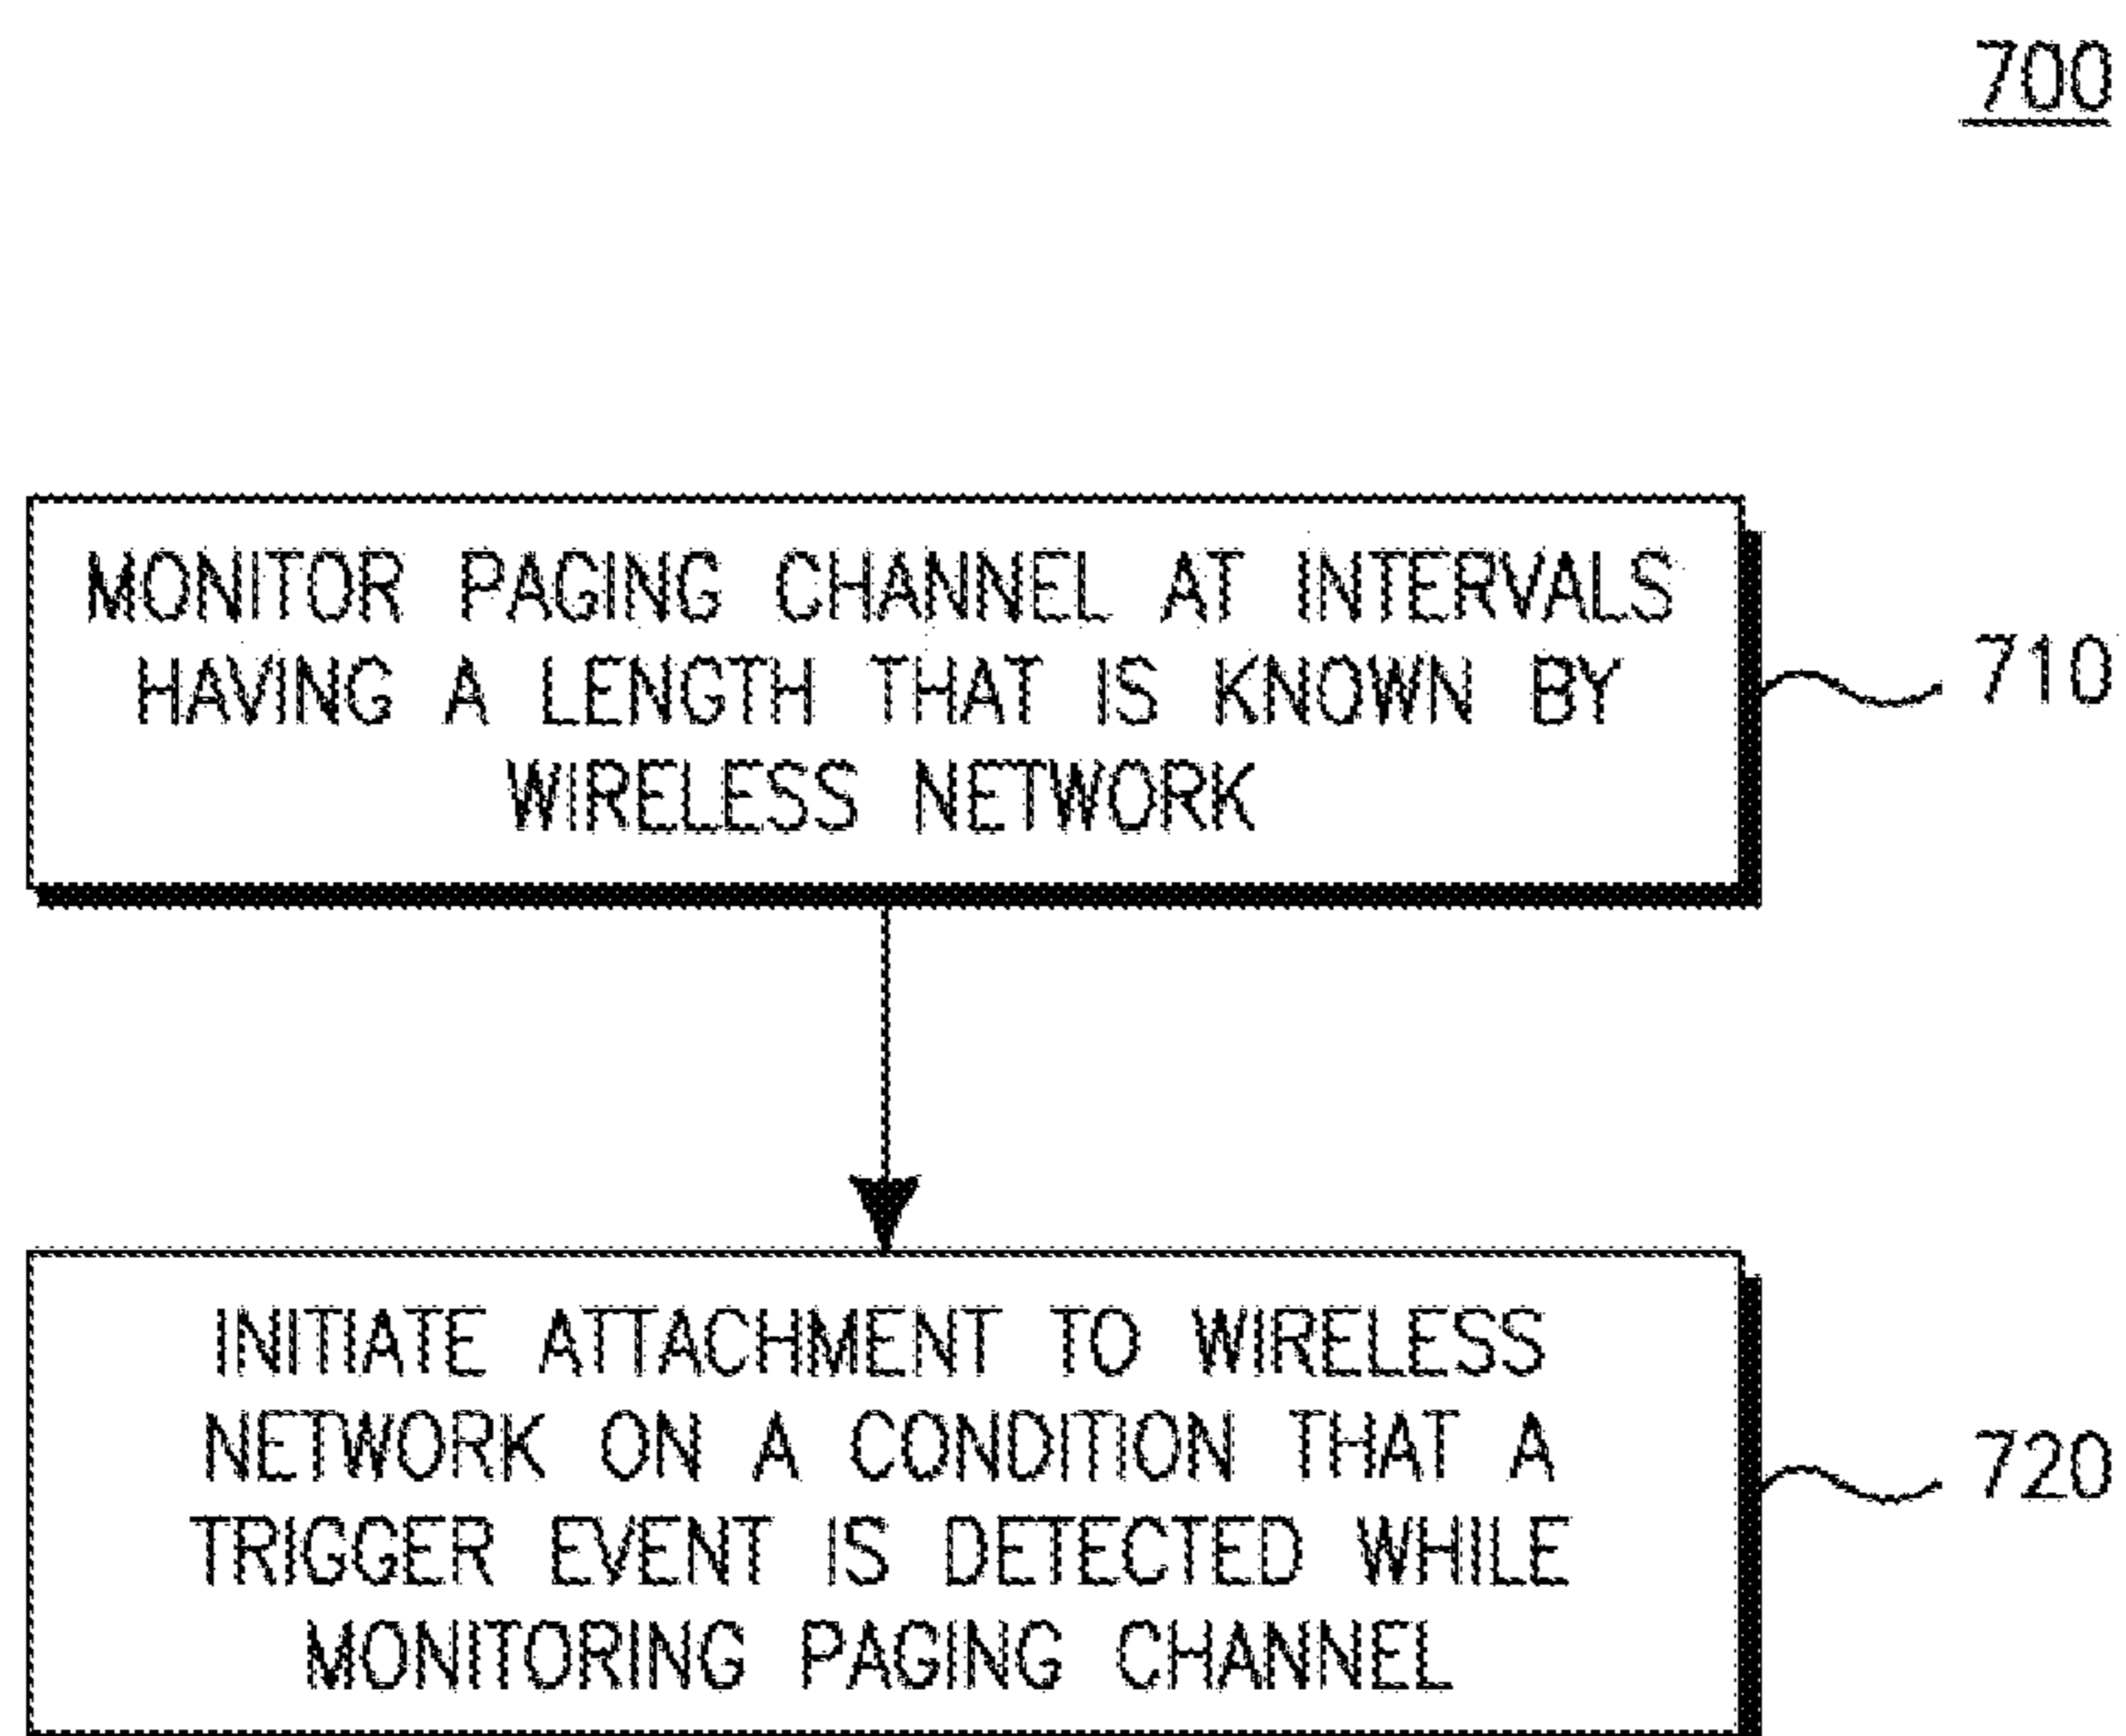 700
MONITOR PAGING CHANNEL AT INTERVALS
HAVING A LENGTH THAT IS KNOWN BY
WIRELESS NETWORK
710
INITIATE ATTACHMENT TO WIRELESS
NETWORK ON A CONDITION THAT A
TRIGGER EVENT IS DETECTED WHILE
MONITORING PAGING CHANNEL
720